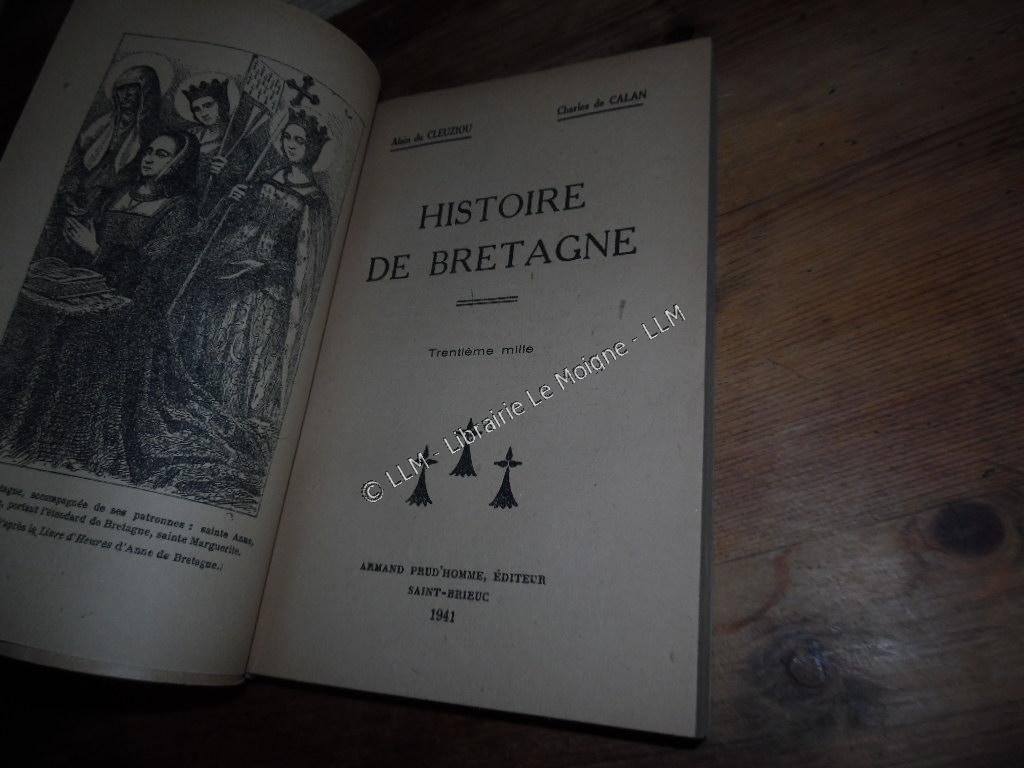 Alain de CLEUZIOU
Charles de CALAN
HISTOIRE
DE BRETAGNE
Trentième mille
© LLM - Librairie Le Moigne - LLM
ARMAND PRUD'HOMME, ÉDITEUR
SAINT-BRIEUC
1941
accompagnée de ses patronnes : sainte Anne,
portant l'étendard de Bretagne, sainte Marguerite.
après le Livre d'Heures d'Anne de Bretagne.)